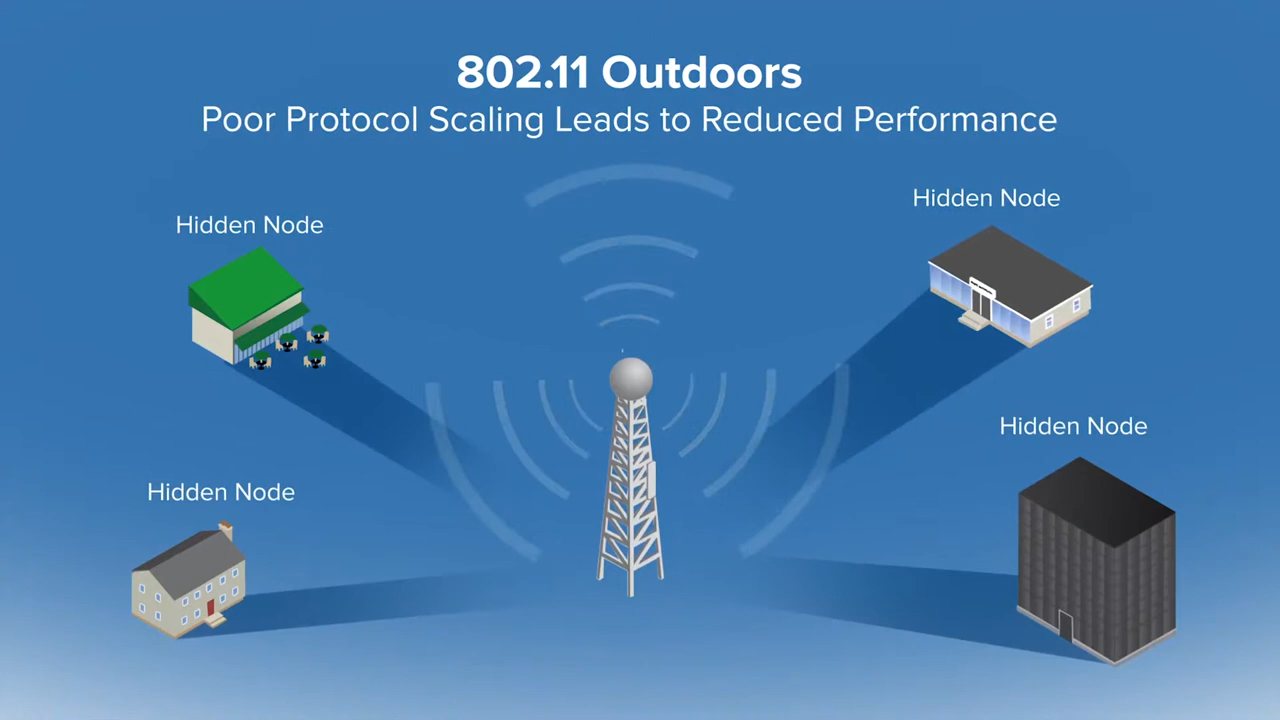 802.11 Outdoors
Poor Protocol Scaling Leads to Reduced Performance
Hidden Node
Hidden Node
Hidden Node
Hidden Node